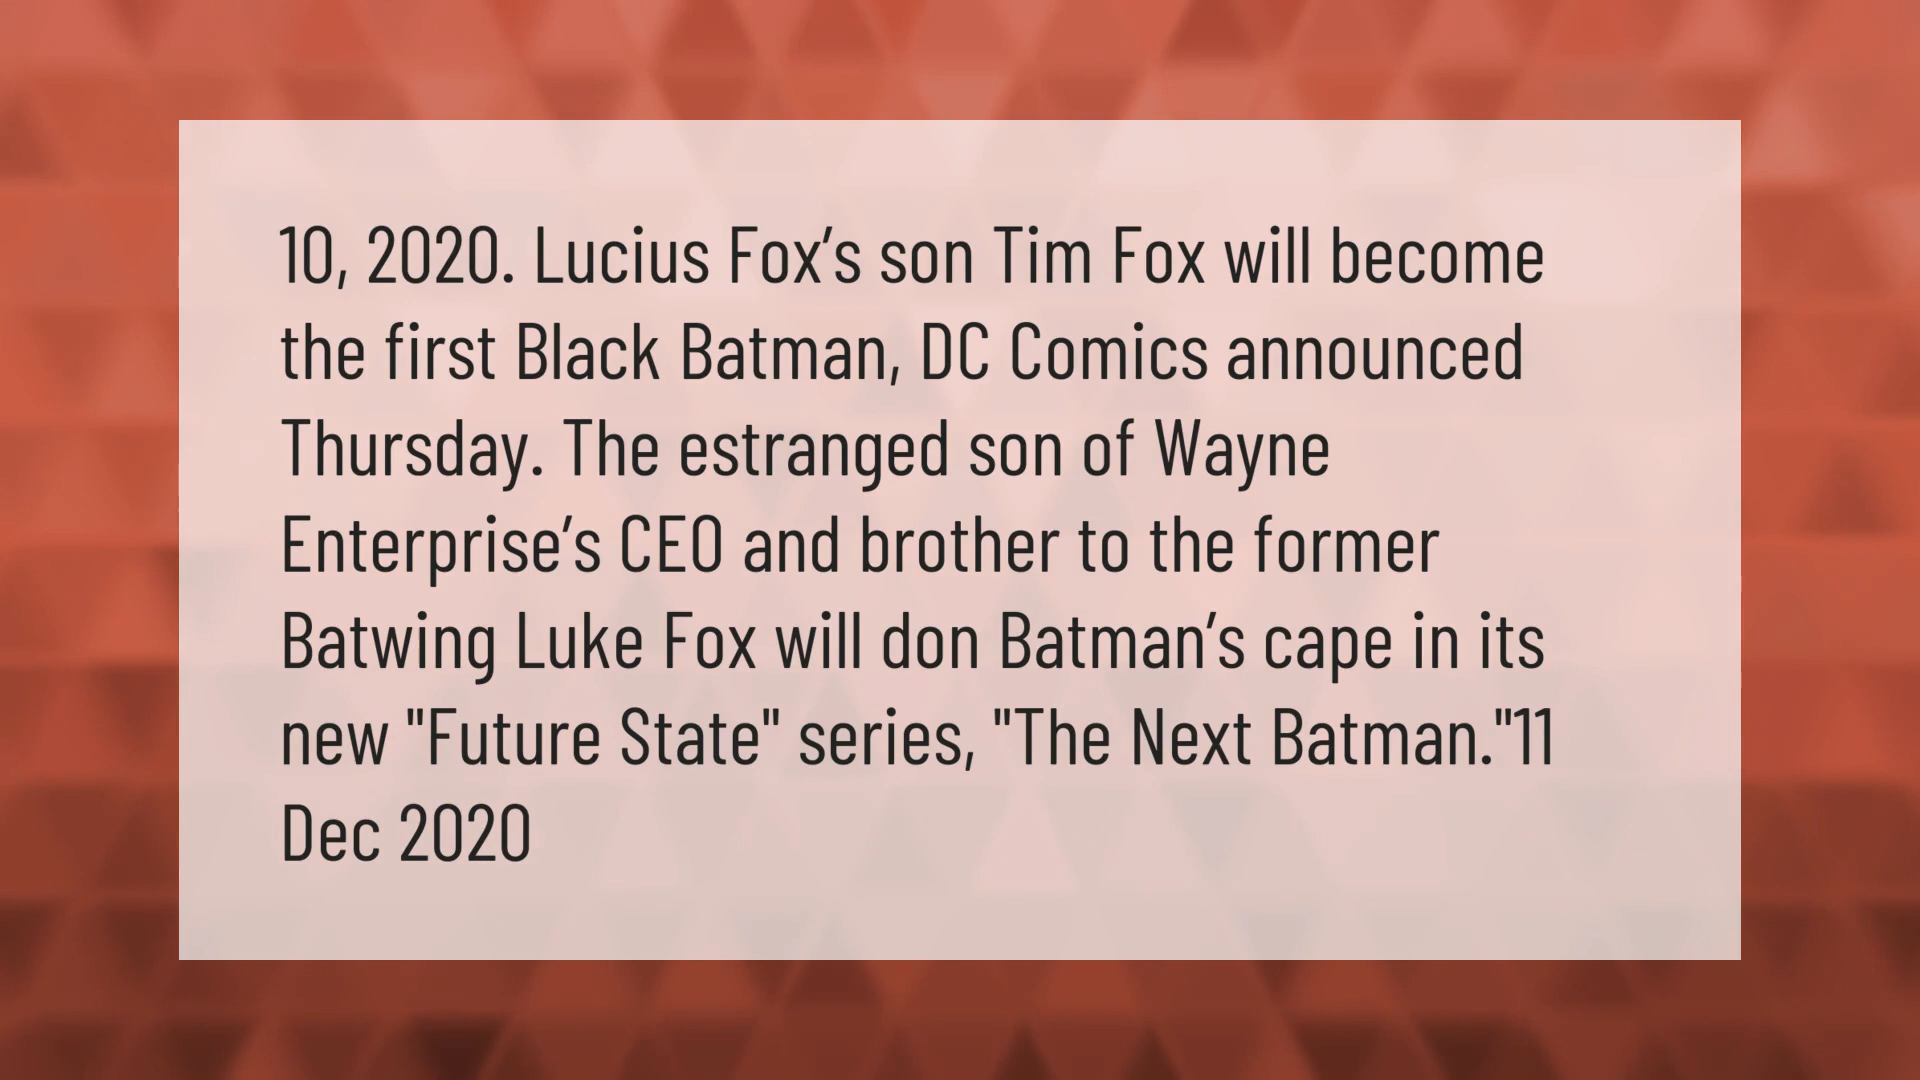 10, 2020. Lucius Fox’s son Tim Fox will become
the first Black Batman, DC Comics announced
Thursday. The estranged son of Wayne
Enterprise’s CEO and brother to the former
Batwing Luke Fox will don Batman’s cape in its
new "Future State" series, "The Next Batman."11
Dec 2020